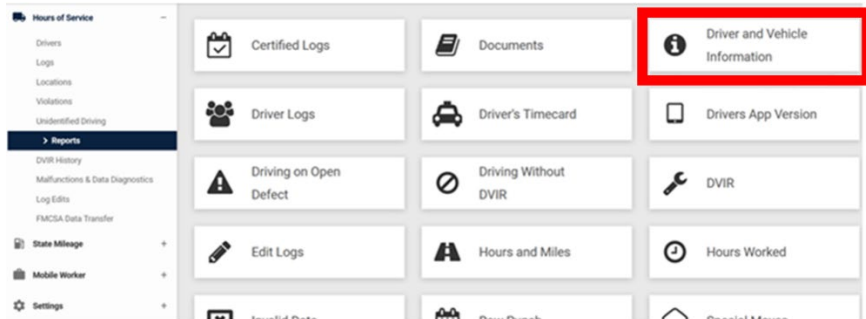 Hours of Service
Drivers
Logs
Locations
Violations
Unidentified Driving
> Reports
DVIR History
Malfunctions & Data Diagnostics
Log Edits
FMCSA Data Transfer
State Mileage +
Mobile Worker +
Settings +
Certified Logs
Documents
Driver and Vehicle
Information
Driver Logs
Driver's Timecard
Drivers App Version
Driving on Open
Defect
Driving Without
DVIR
DVIR
Edit Logs
Hours and Miles
Hours Worked